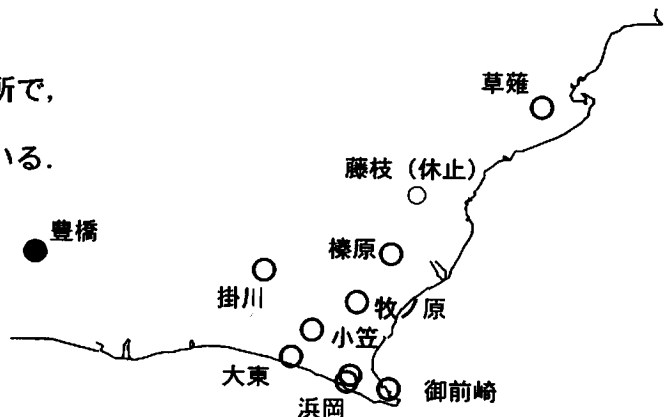 所で，
いる．
草薙
藤枝（休止）
豊橋
榛原
掛川
牧ノ原
小笠
大東
御前崎
浜岡